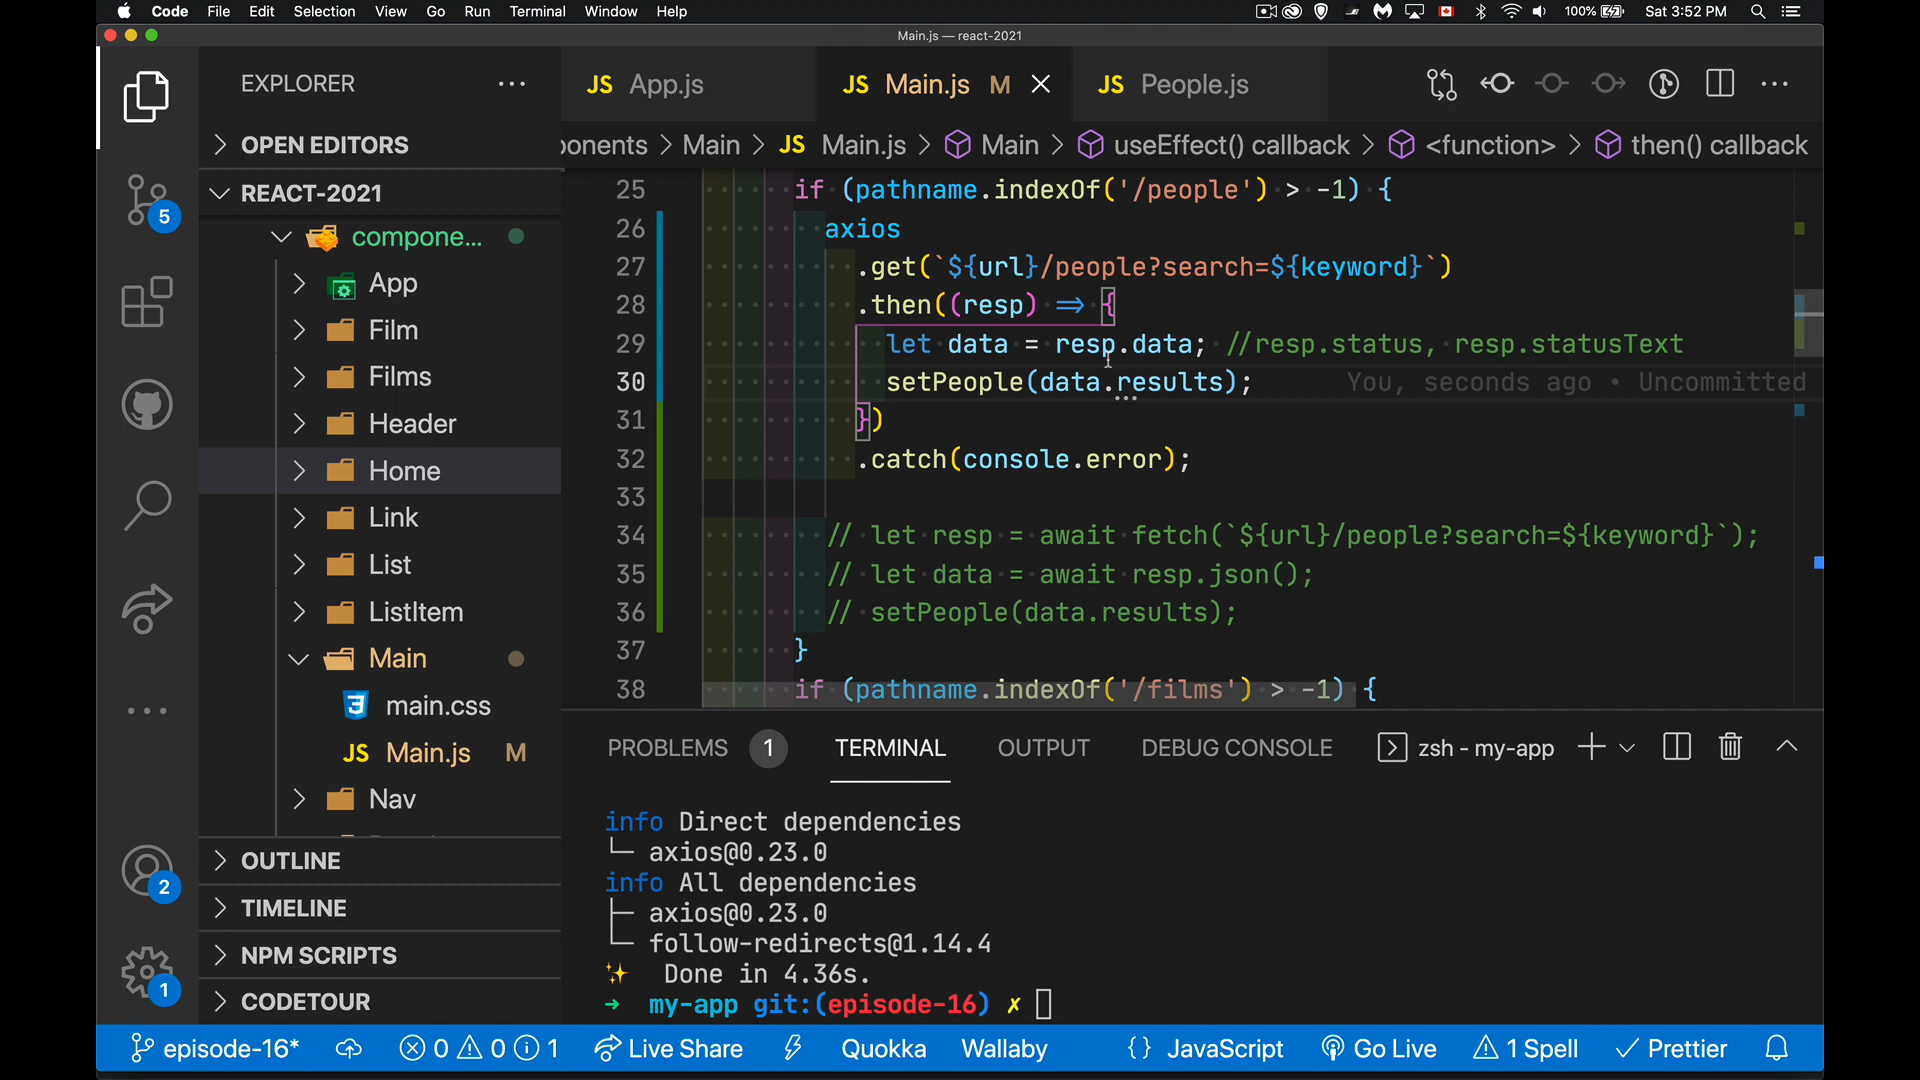 Code File Edit Selection View Go Run Terminal Window Help 100% Sat 3:52 PM
Main.js — react-2021
EXPLORER
JS App.js JS Main.js M JS People.js
OPEN EDITORS
onents > Main > JS Main.js > Main > useEffect() callback > <function> > then() callback
REACT-2021
compone...
App
Film
Films
Header
Home
Link
List
ListItem
Main
main.css
JS Main.js M
Nav
OUTLINE
TIMELINE
NPM SCRIPTS
CODETOUR
5
2
1
25 if (pathname.indexOf('/people') > -1) {
26 axios
27 .get(`${url}/people?search=${keyword}`)
28 .then((resp) => {
29 let data = resp.data; //resp.status, resp.statusText
30 setPeople(data.results); You, seconds ago • Uncommitted
31 })
32 .catch(console.error);
33
34 // let resp = await fetch(`${url}/people?search=${keyword}`);
35 // let data = await resp.json();
36 // setPeople(data.results);
37 }
38 if (pathname.indexOf('/films') > -1) {
PROBLEMS 1 TERMINAL OUTPUT DEBUG CONSOLE zsh - my-app
info Direct dependencies
└─ axios@0.23.0
info All dependencies
├─ axios@0.23.0
└─ follow-redirects@1.14.4
✨ Done in 4.36s.
➜ my-app git:(episode-16) ✗
episode-16* 0 0 1 Live Share Quokka Wallaby {} JavaScript Go Live 1 Spell Prettier